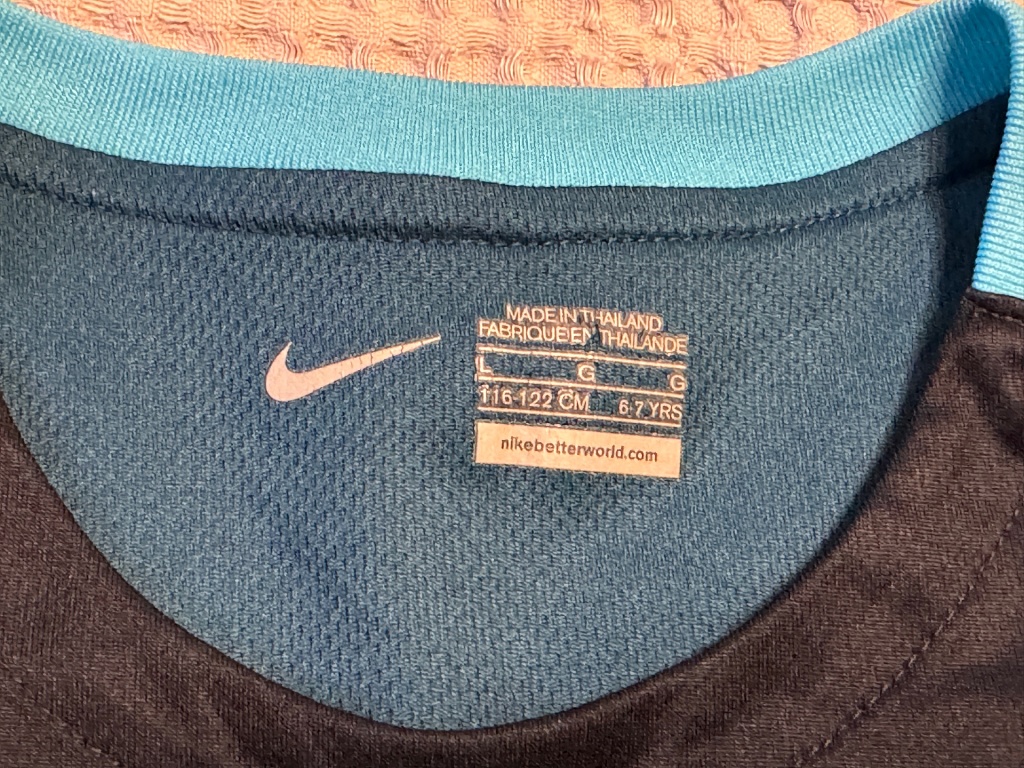 MADE IN THAILAND
FABRIQUE EN THAILANDE
L G G
116-122 CM 6-7 YRS
nikebetterworld.com